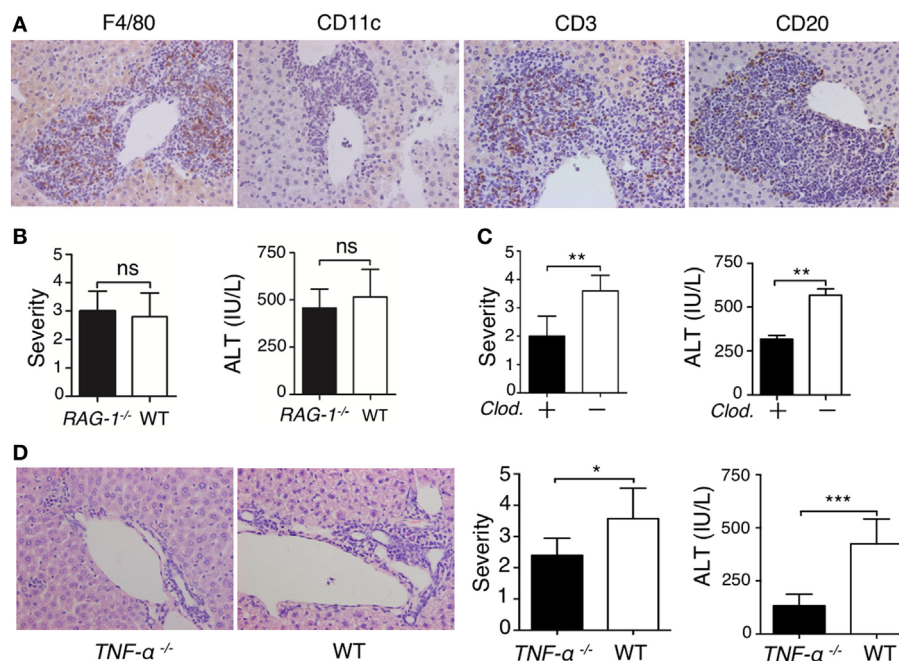 A
F4/80 CD11c CD3 CD20
B
Severity
5
4
3
2
1
0
ns
RAG-1-/- WT
ALT (IU/L)
750
500
250
0
ns
RAG-1-/- WT
C
Severity
5
4
3
2
1
0
**
Clod. + −
ALT (IU/L)
750
500
250
0
**
Clod. + −
D
TNF-α -/- WT
Severity
5
4
3
2
1
0
*
TNF-α -/- WT
ALT (IU/L)
750
500
250
0
***
TNF-α -/- WT